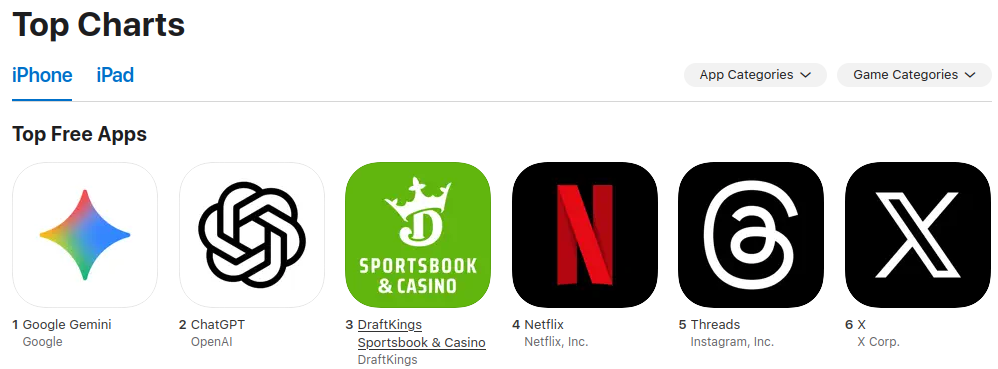 Top Charts
iPhone iPad
App Categories Game Categories
Top Free Apps
SPORTSBOOK
& CASINO
1 Google Gemini
Google
2 ChatGPT
OpenAI
3 DraftKings
Sportsbook & Casino
DraftKings
4 Netflix
Netflix, Inc.
5 Threads
Instagram, Inc.
6 X
X Corp.